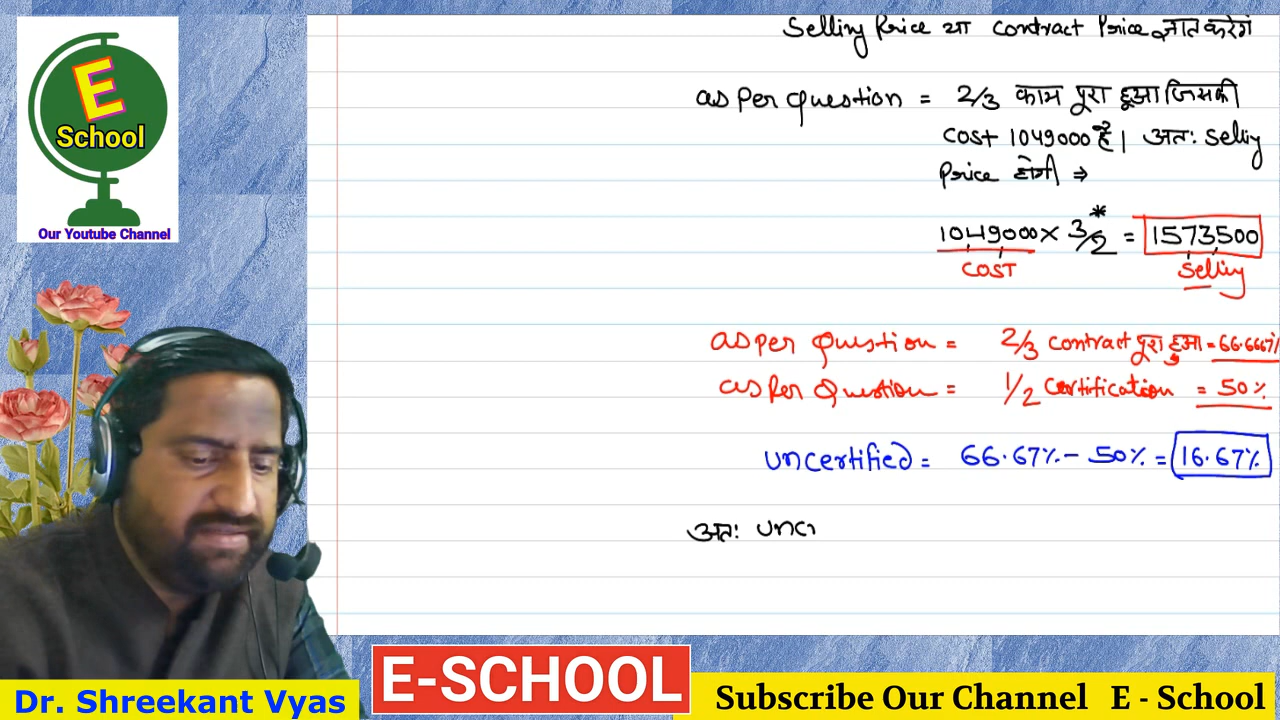 E
School
Our Youtube Channel
Selling Price या Contract Price ज्ञात करेगें
as Per question = 2/3 काम पूरा हुआ जिसकी
cost 1049000 है। अतः selling
Price होगी ⇒
1049000 × 3/2 * = 1573500
COST selling
as per question = 2/3 contract पूरा हुआ = 66.6667%
as per question = 1/2 certification = 50%
uncertified = 66.67% - 50% = 16.67%
अतः unc
E-SCHOOL
Dr. Shreekant Vyas
Subscribe Our Channel E - School